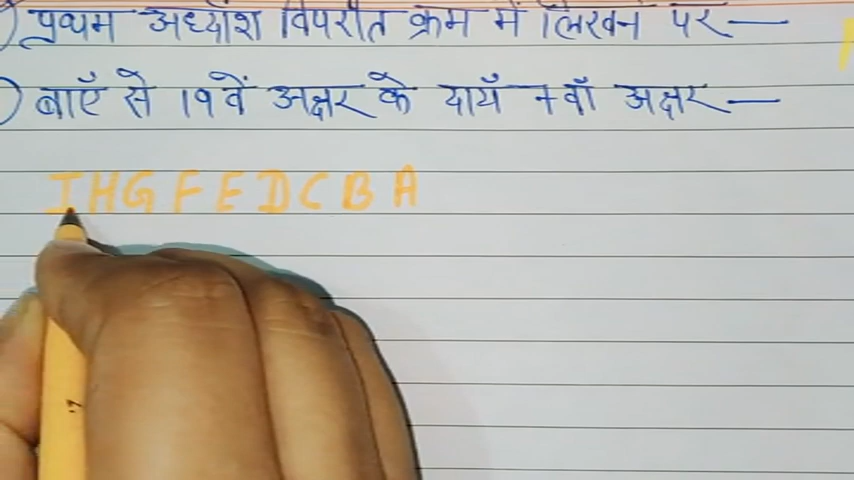 प्रथम अर्ध्दांश विपरीत क्रम में लिखने पर —
बाएँ से 19वें अक्षर के दायें 7वाँ अक्षर —
I H G F E D C B A